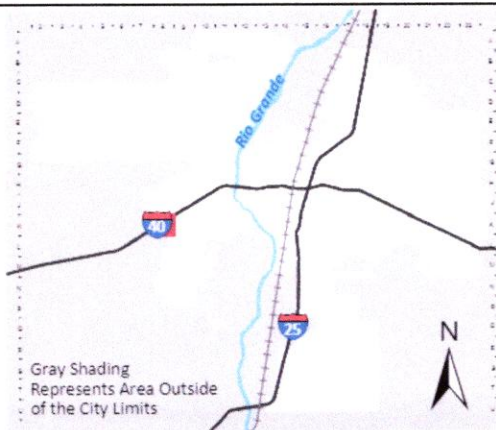 Rio Grande
40
25
N
Gray Shading
Represents Area Outside
of the City Limits